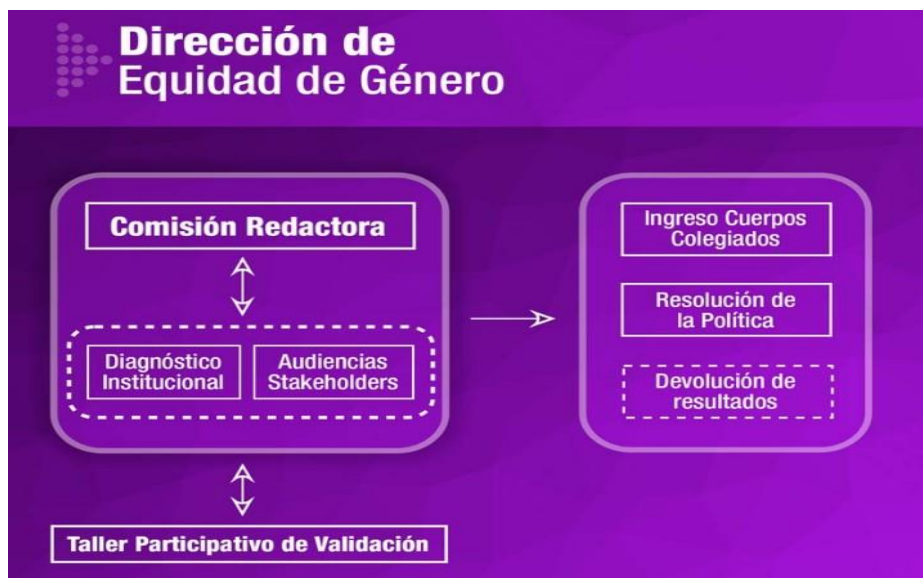 Dirección de
Equidad de Género
Comisión Redactora
Diagnóstico
Institucional
Audiencias
Stakeholders
Taller Participativo de Validación
Ingreso Cuerpos
Colegiados
Resolución de
la Política
Devolución de
resultados